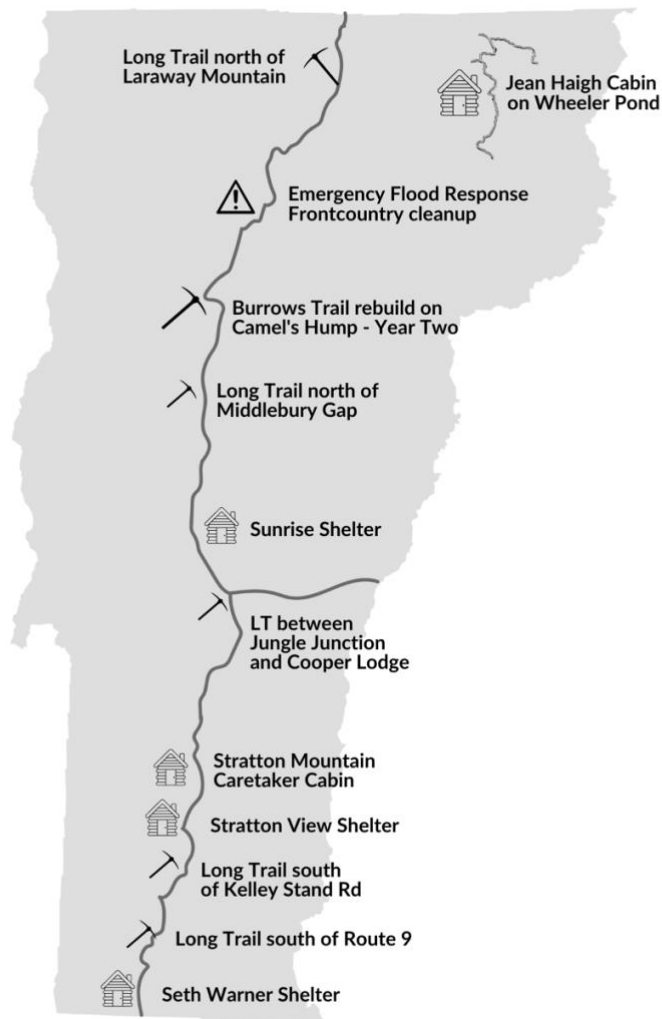 Long Trail north of
Laraway Mountain
Jean Haigh Cabin
on Wheeler Pond
Emergency Flood Response
Frontcountry cleanup
Burrows Trail rebuild on
Camel's Hump - Year Two
Long Trail north of
Middlebury Gap
Sunrise Shelter
LT between
Jungle Junction
and Cooper Lodge
Stratton Mountain
Caretaker Cabin
Stratton View Shelter
Long Trail south
of Kelley Stand Rd
Long Trail south of Route 9
Seth Warner Shelter